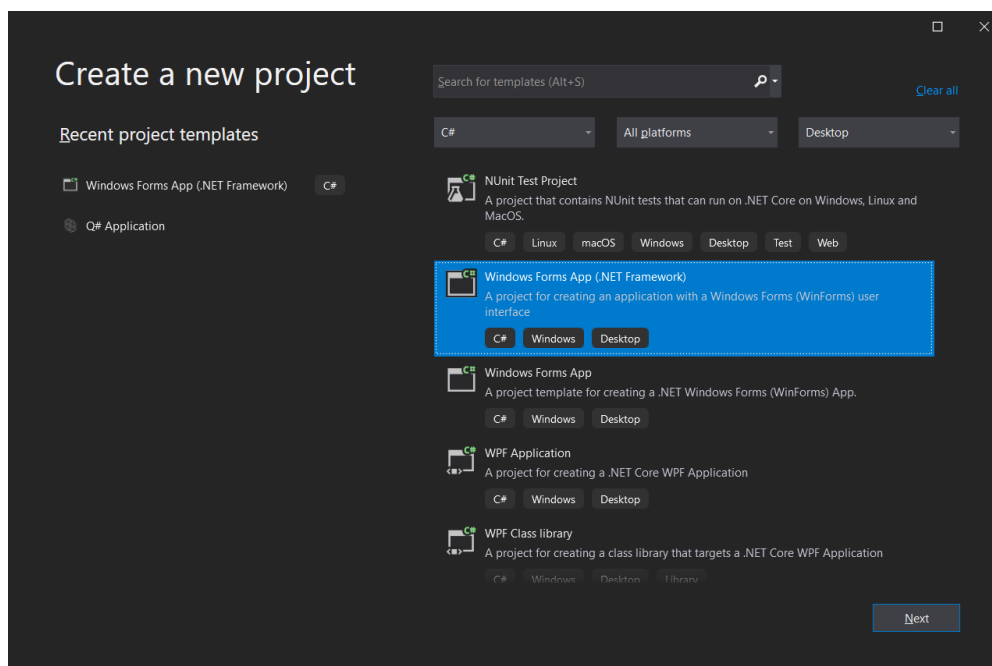 Create a new project
Search for templates (Alt+S)
Clear all
Recent project templates
C#
All platforms
Desktop
Windows Forms App (.NET Framework)
C#
Q# Application
C#
NUnit Test Project
A project that contains NUnit tests that can run on .NET Core on Windows, Linux and
MacOS.
C# Linux macOS Windows Desktop Test Web
C#
Windows Forms App (.NET Framework)
A project for creating an application with a Windows Forms (WinForms) user
interface
C# Windows Desktop
C#
Windows Forms App
A project template for creating a .NET Windows Forms (WinForms) App.
C# Windows Desktop
C#
WPF Application
A project for creating a .NET Core WPF Application
C# Windows Desktop
C#
WPF Class library
A project for creating a class library that targets a .NET Core WPF Application
C# Windows Desktop Library
Next